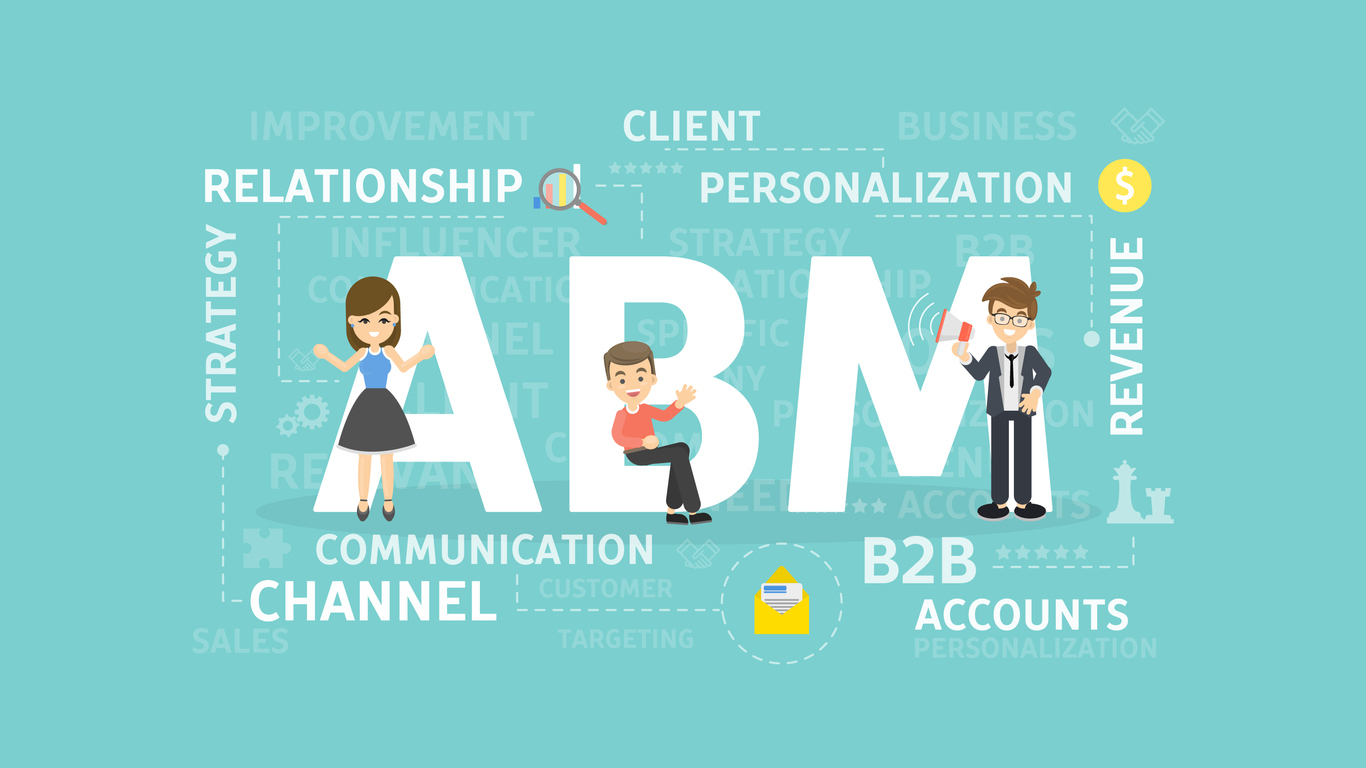 IMPROVEMENT
CLIENT
BUSINESS
RELATIONSHIP
PERSONALIZATION
$
STRATEGY
REVENUE
INFLUENCER
STRATEGY
B2B
ABM
ACCOUNTS
COMMUNICATION
B2B
CHANNEL
CUSTOMER
ACCOUNTS
SALES
TARGETING
PERSONALIZATION